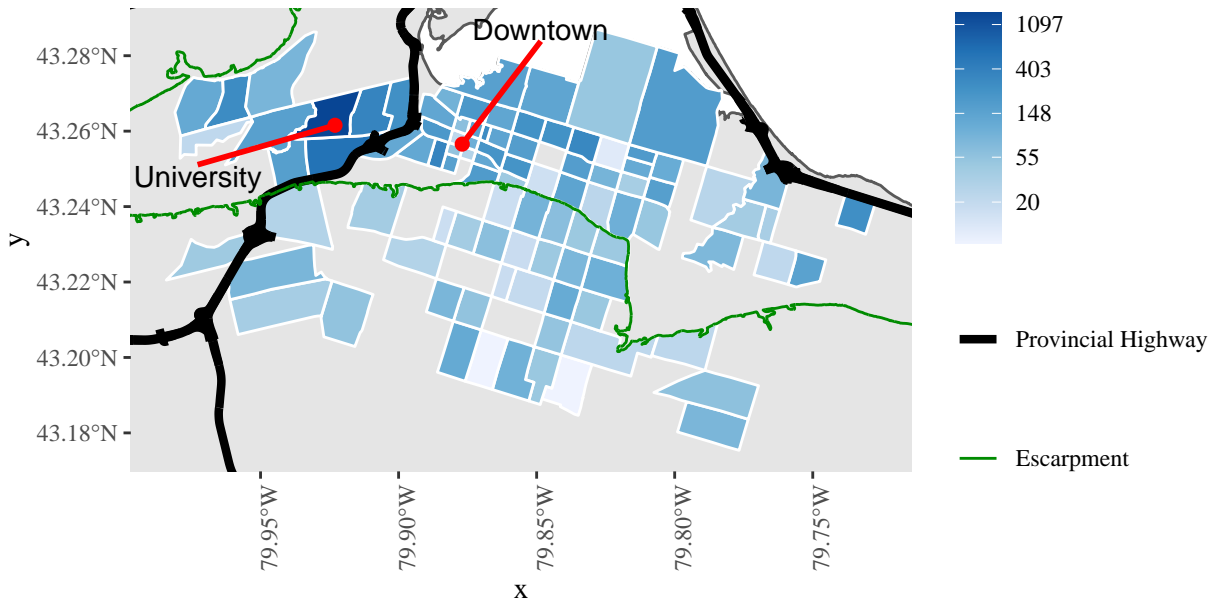 Downtown
University
43.28°N
43.26°N
43.24°N
43.22°N
43.20°N
43.18°N
y
79.95°W
79.90°W
79.85°W
79.80°W
79.75°W
x
1097
403
148
55
20
Provincial Highway
Escarpment